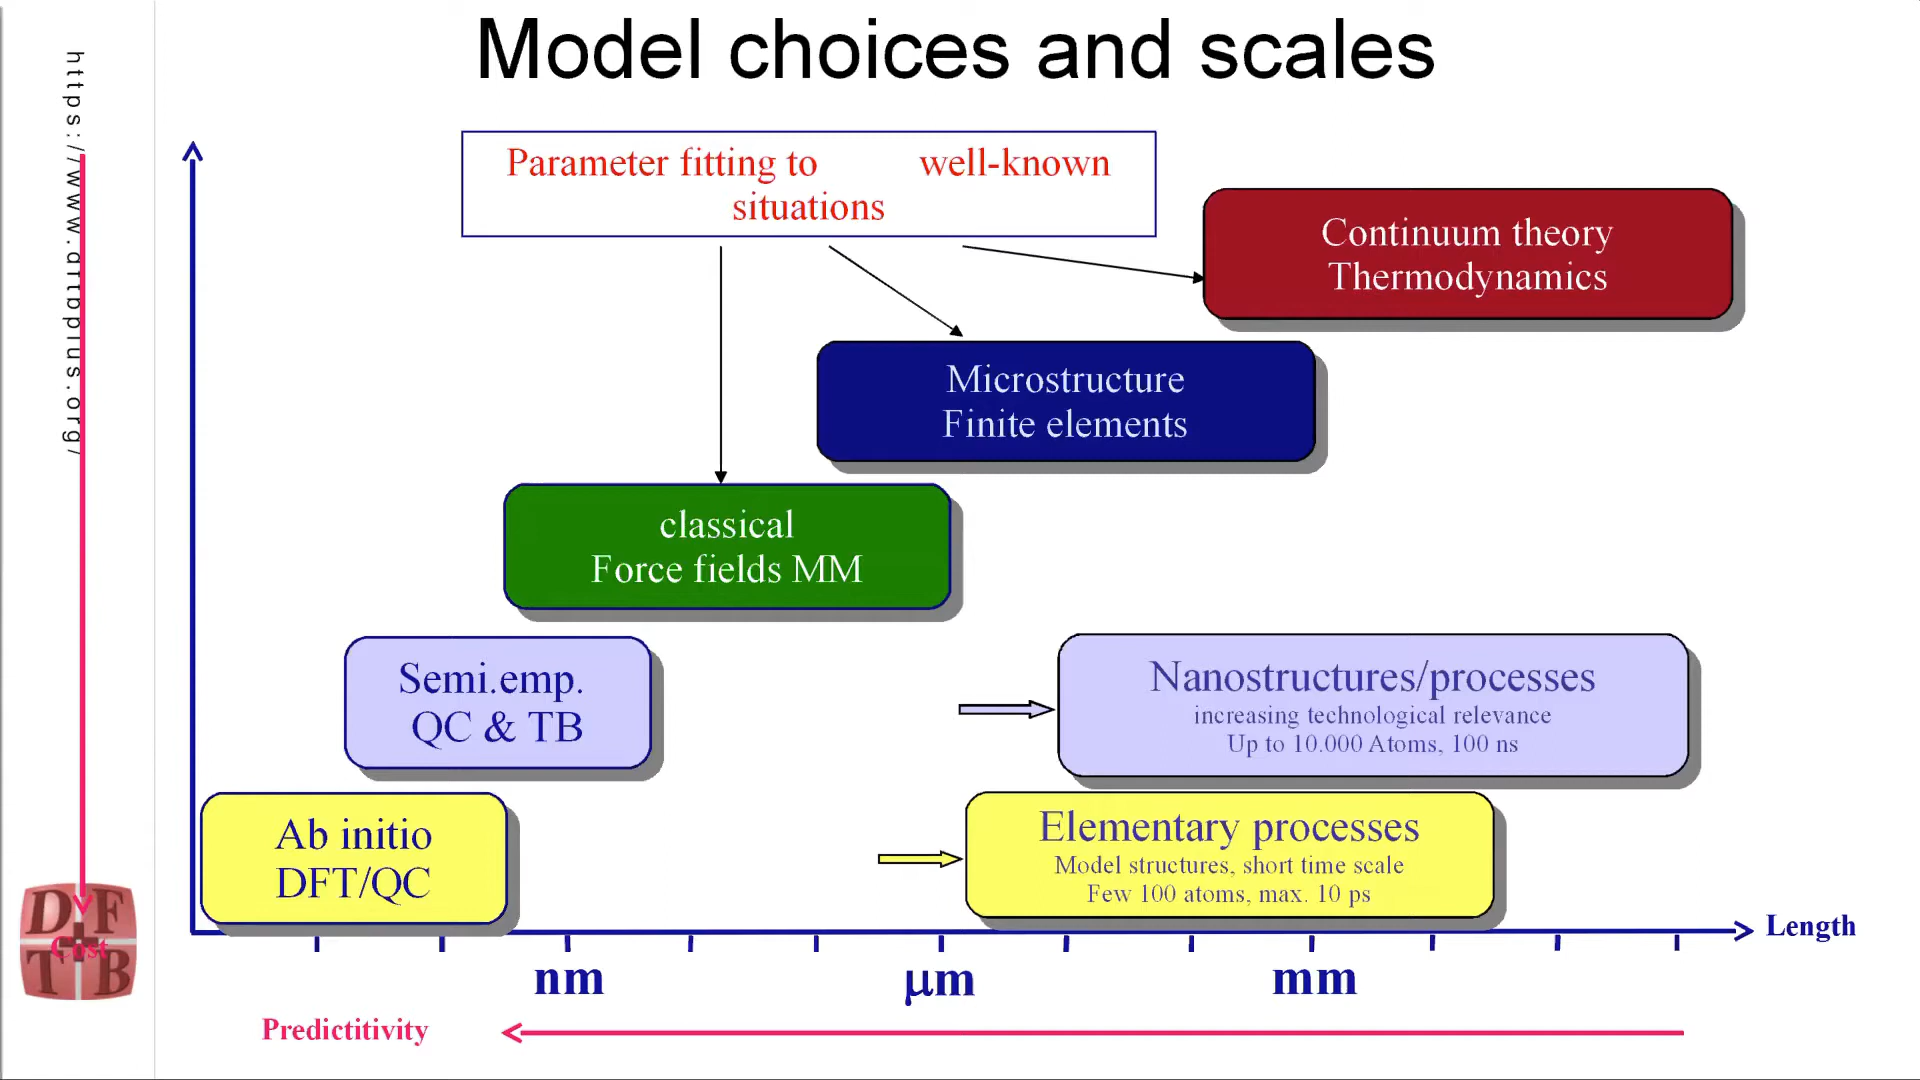 Model choices and scales
https://www.dftbplus.org/
Parameter fitting to well-known
situations
Continuum theory
Thermodynamics
Microstructure
Finite elements
classical
Force fields MM
Semi.emp.
QC & TB
Nanostructures/processes
increasing technological relevance
Up to 10.000 Atoms, 100 ns
Ab initio
DFT/QC
Elementary processes
Model structures, short time scale
Few 100 atoms, max. 10 ps
D F
Cost
T B
Length
nm μm mm
Predictitivity